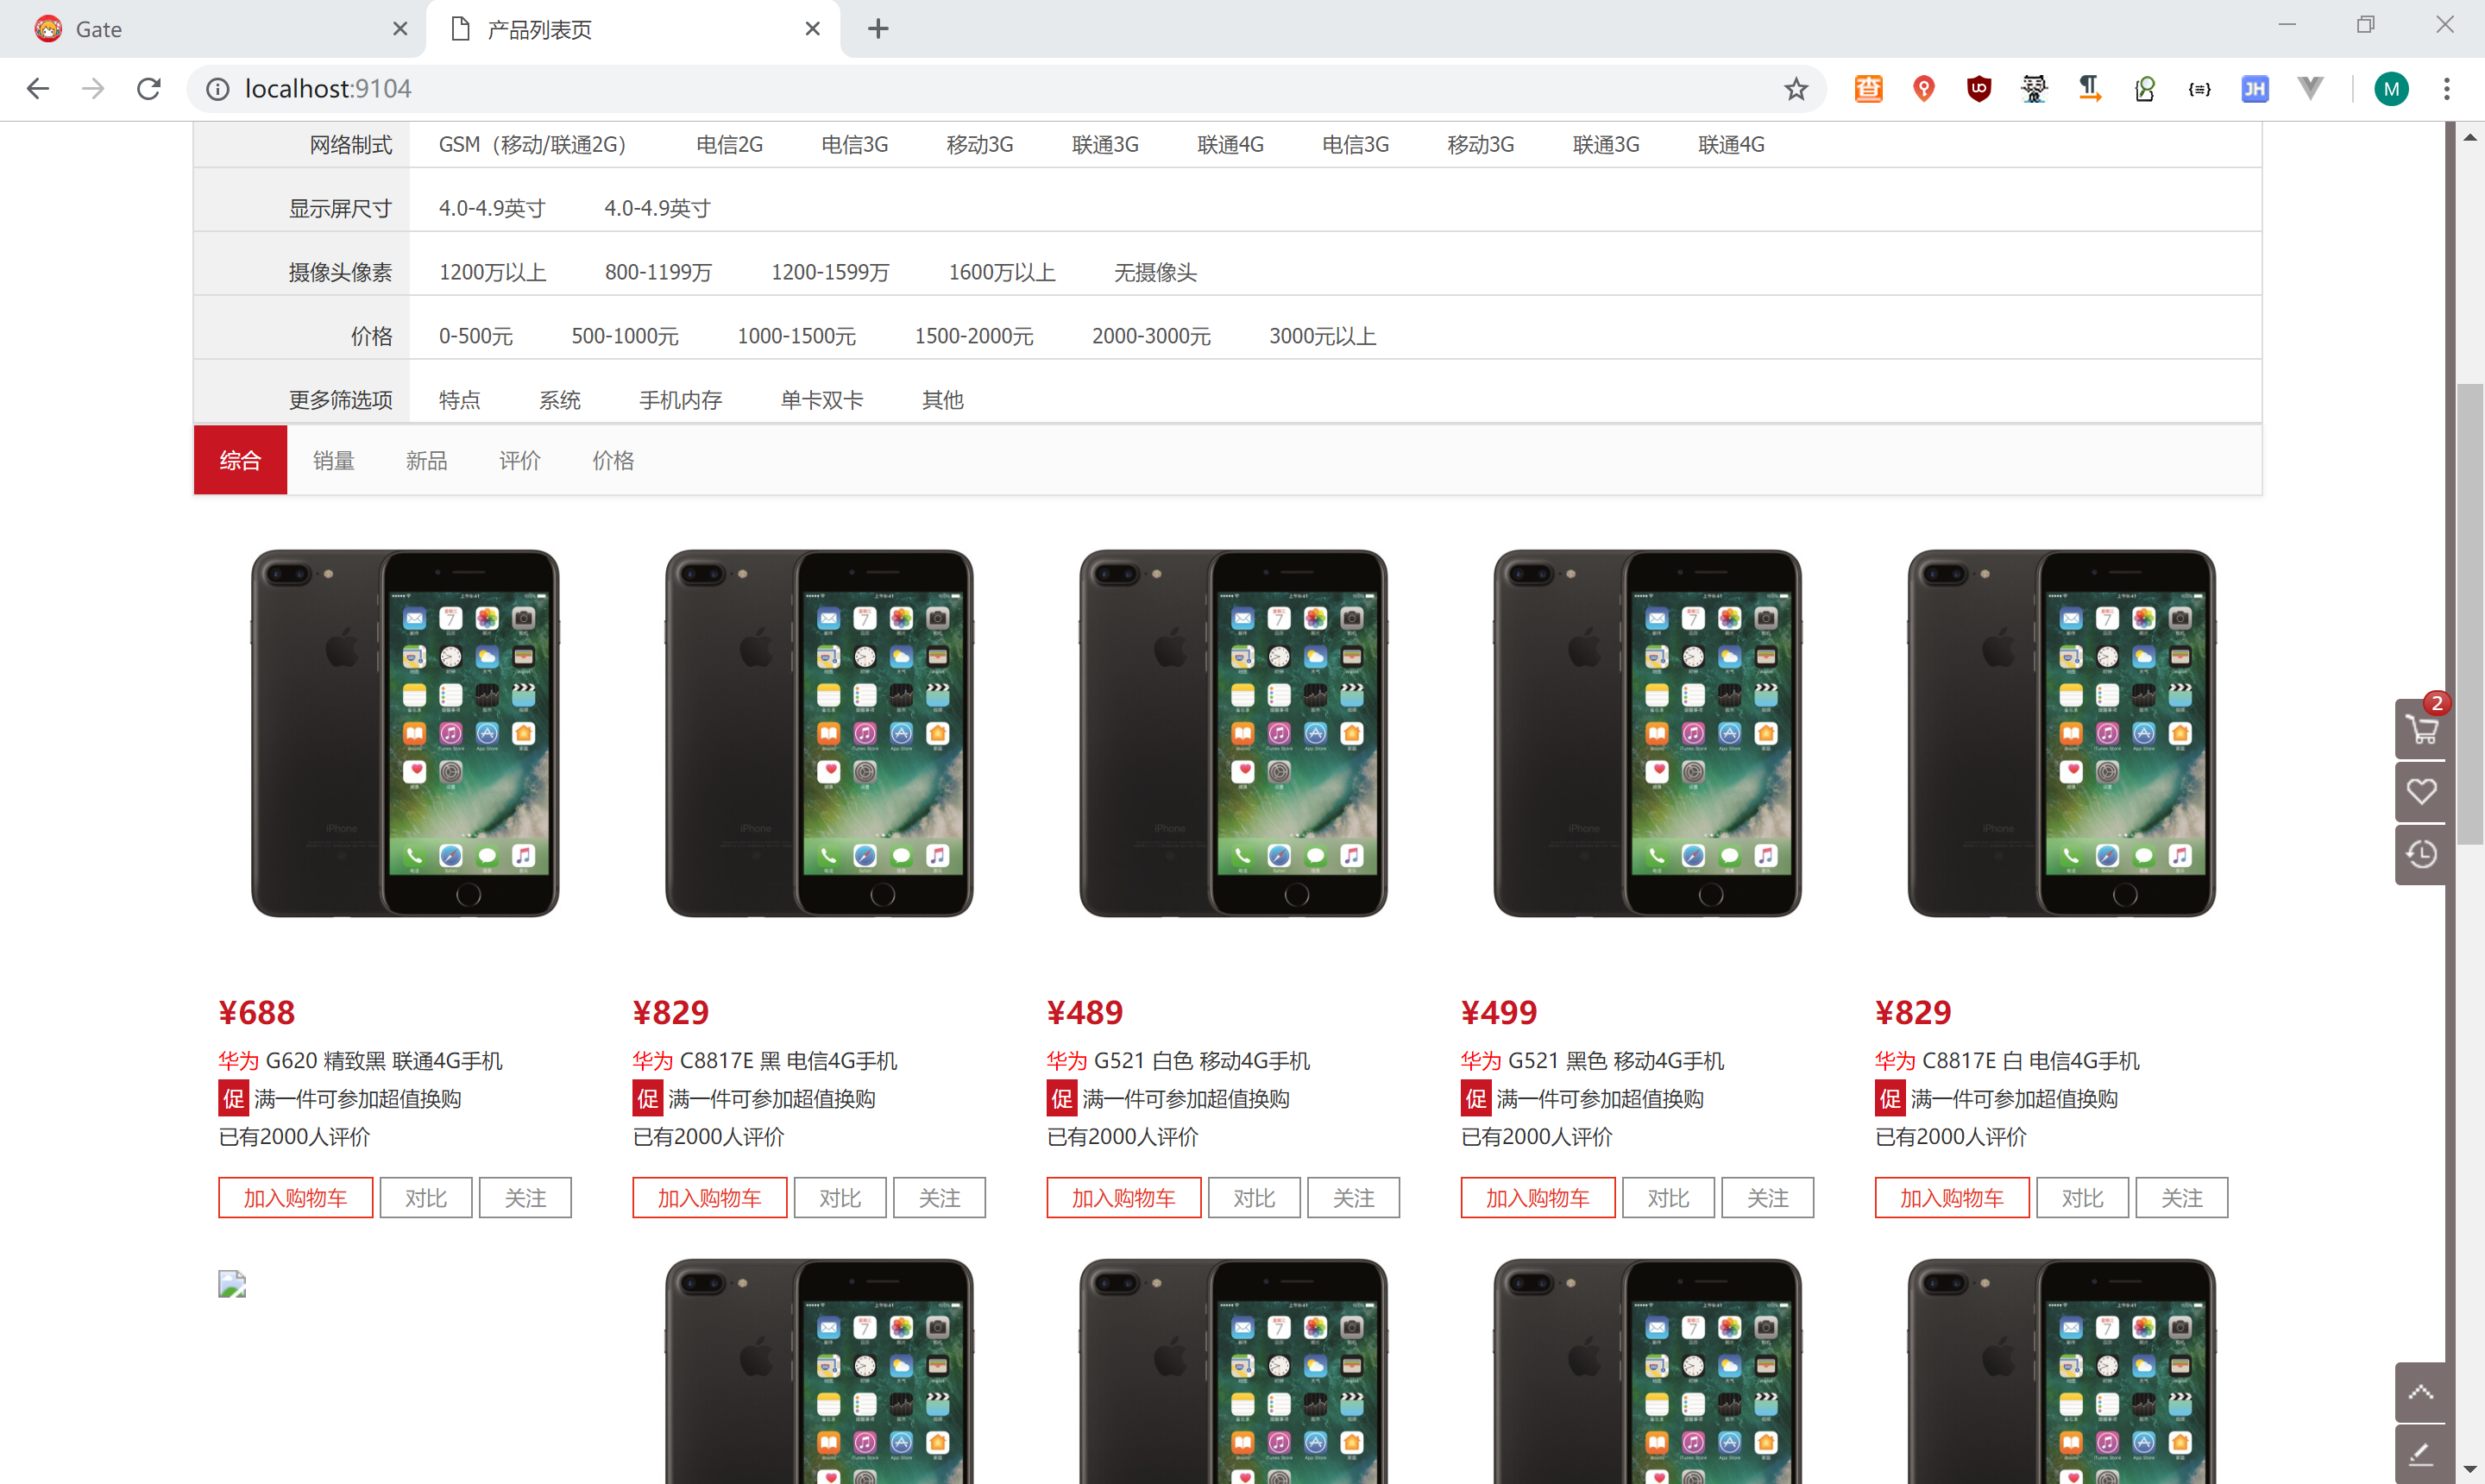 Gate
产品列表页
localhost:9104
网络制式 GSM（移动/联通2G） 电信2G 电信3G 移动3G 联通3G 联通4G 电信3G 移动3G 联通3G 联通4G
显示屏尺寸 4.0-4.9英寸 4.0-4.9英寸
摄像头像素 1200万以上 800-1199万 1200-1599万 1600万以上 无摄像头
价格 0-500元 500-1000元 1000-1500元 1500-2000元 2000-3000元 3000元以上
更多筛选项 特点 系统 手机内存 单卡双卡 其他
综合 销量 新品 评价 价格
2
¥688 ¥829 ¥489 ¥499 ¥829
华为 G620 精致黑 联通4G手机 华为 C8817E 黑 电信4G手机 华为 G521 白色 移动4G手机 华为 G521 黑色 移动4G手机 华为 C8817E 白 电信4G手机
促 满一件可参加超值换购 促 满一件可参加超值换购 促 满一件可参加超值换购 促 满一件可参加超值换购 促 满一件可参加超值换购
已有2000人评价 已有2000人评价 已有2000人评价 已有2000人评价 已有2000人评价
加入购物车 对比 关注 加入购物车 对比 关注 加入购物车 对比 关注 加入购物车 对比 关注 加入购物车 对比 关注